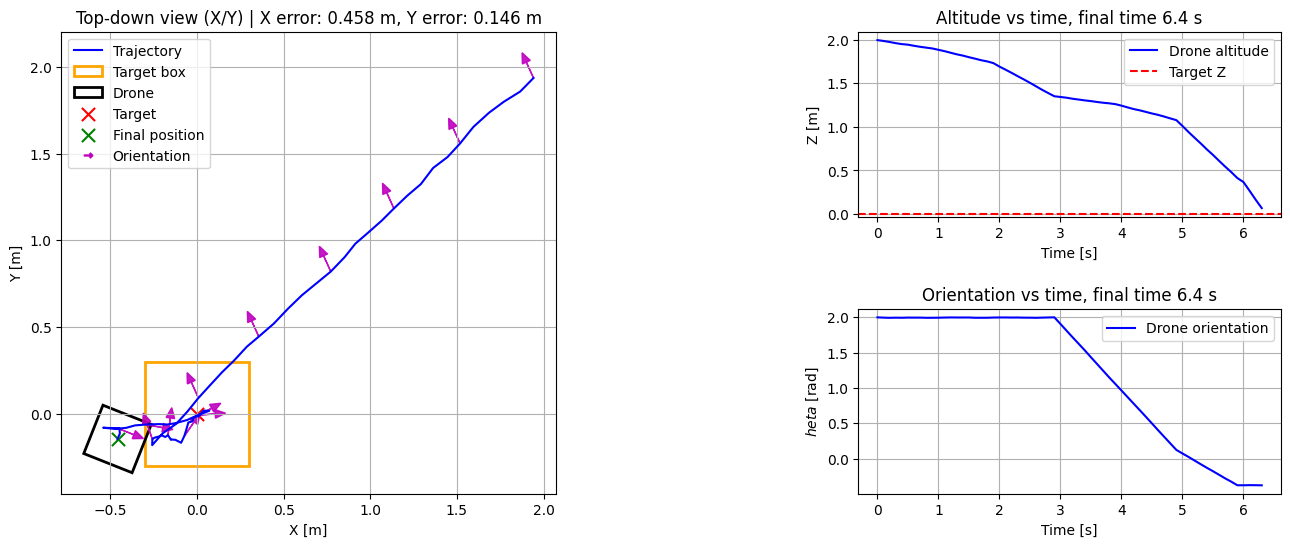 Top-down view (X/Y) | X error: 0.458 m, Y error: 0.146 m
Trajectory
Target box
Drone
Target
Final position
Orientation
2.0
1.5
1.0
0.5
0.0
Y [m]
−0.5
0.0
0.5
1.0
1.5
2.0
X [m]
Altitude vs time, final time 6.4 s
Drone altitude
Target Z
2.0
1.5
1.0
0.5
0.0
Z [m]
0
1
2
3
4
5
6
Time [s]
Orientation vs time, final time 6.4 s
Drone orientation
2.0
1.5
1.0
0.5
0.0
heta [rad]
0
1
2
3
4
5
6
Time [s]